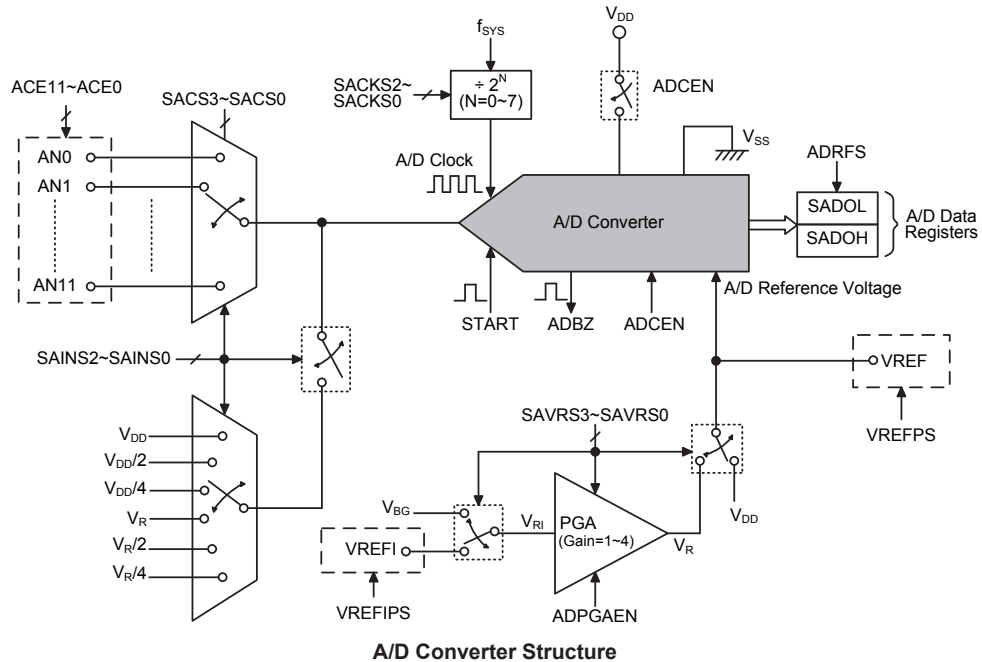 fSYS
VDD
ACE11~ACE0
SACS3~SACS0
SACKS2~
SACKS0
÷ 2N
(N=0~7)
ADCEN
VSS
AN0
AN1
AN11
A/D Clock
A/D Converter
ADRFS
SADOL
SADOH
A/D Data
Registers
START
ADBZ
ADCEN
A/D Reference Voltage
SAINS2~SAINS0
VREF
VREFPS
SAVRS3~SAVRS0
VDD
VDD/2
VDD/4
VR
VR/2
VR/4
VBG
VREFI
VREFIPS
VRI
PGA
(Gain=1~4)
VR
VDD
ADPGAEN
A/D Converter Structure